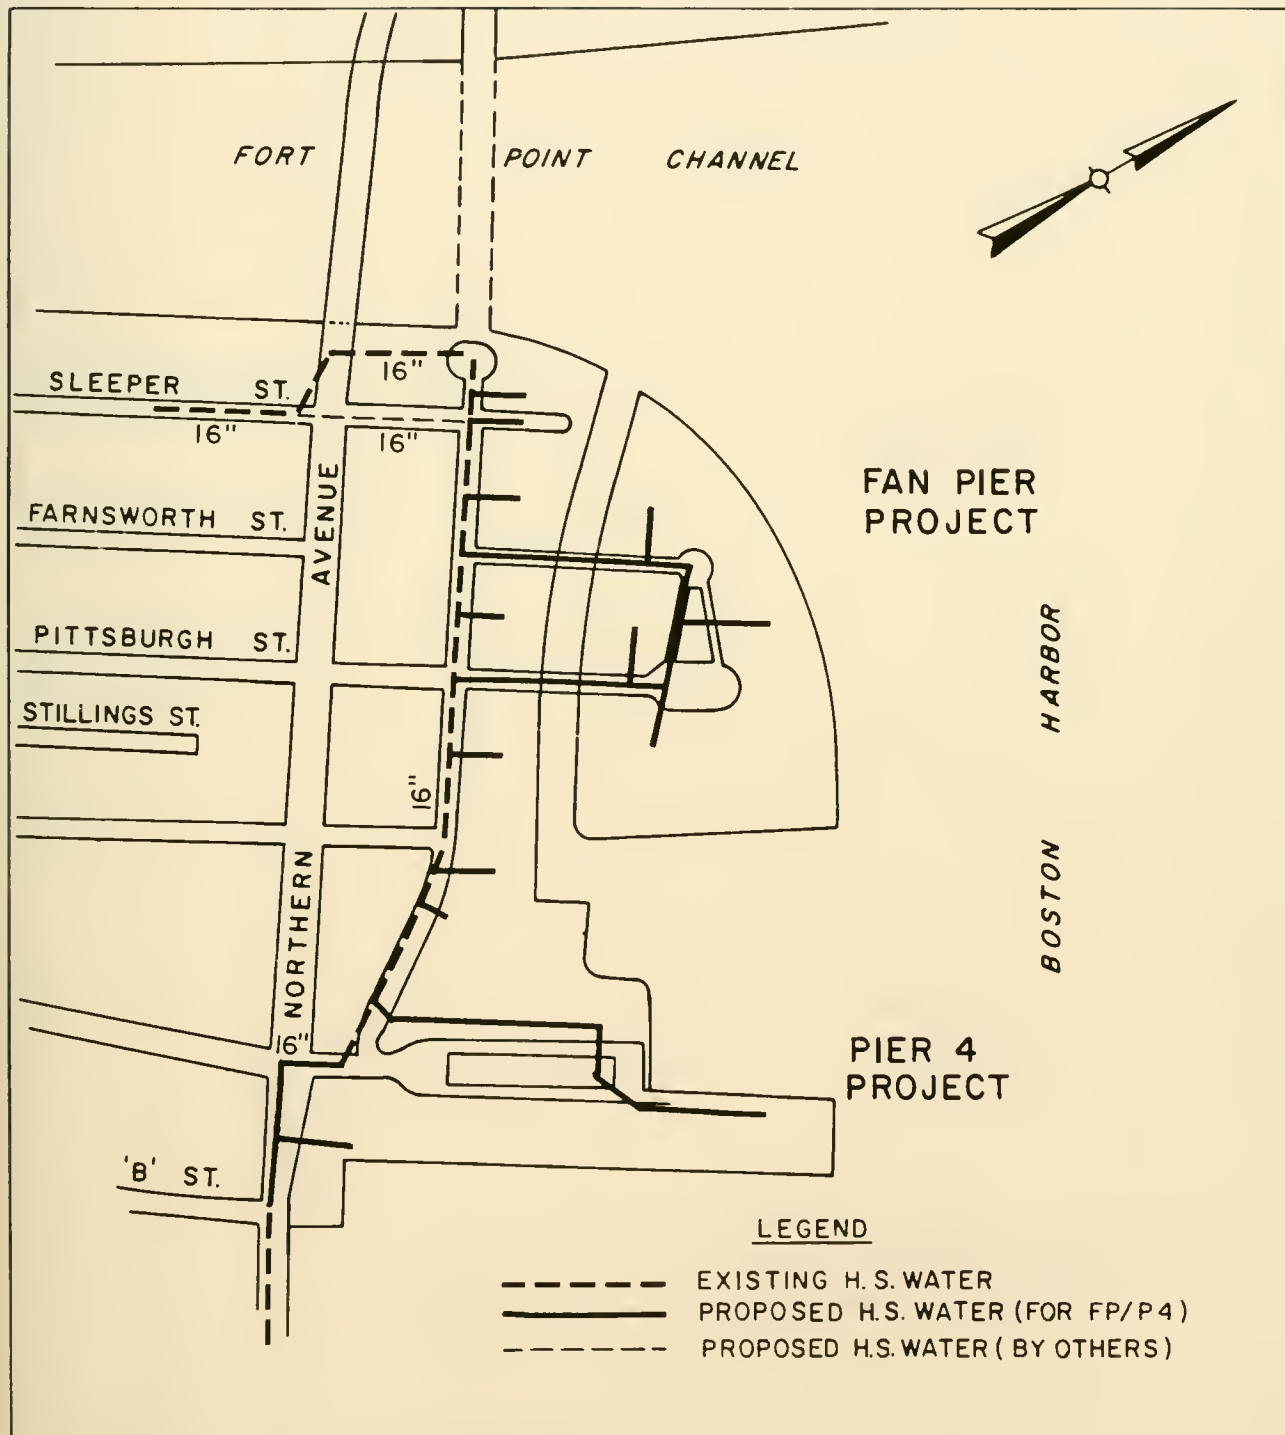 FORT POINT CHANNEL
16"
SLEEPER ST.
16"
16"
FARNSWORTH ST.
AVENUE
FAN PIER
PROJECT
PITTSBURGH ST.
STILLINGS ST.
16"
BOSTON HARBOR
NORTHERN
16"
PIER 4
PROJECT
'B' ST.
LEGEND
EXISTING H.S. WATER
PROPOSED H.S. WATER (FOR FP/P4)
PROPOSED H.S. WATER (BY OTHERS)